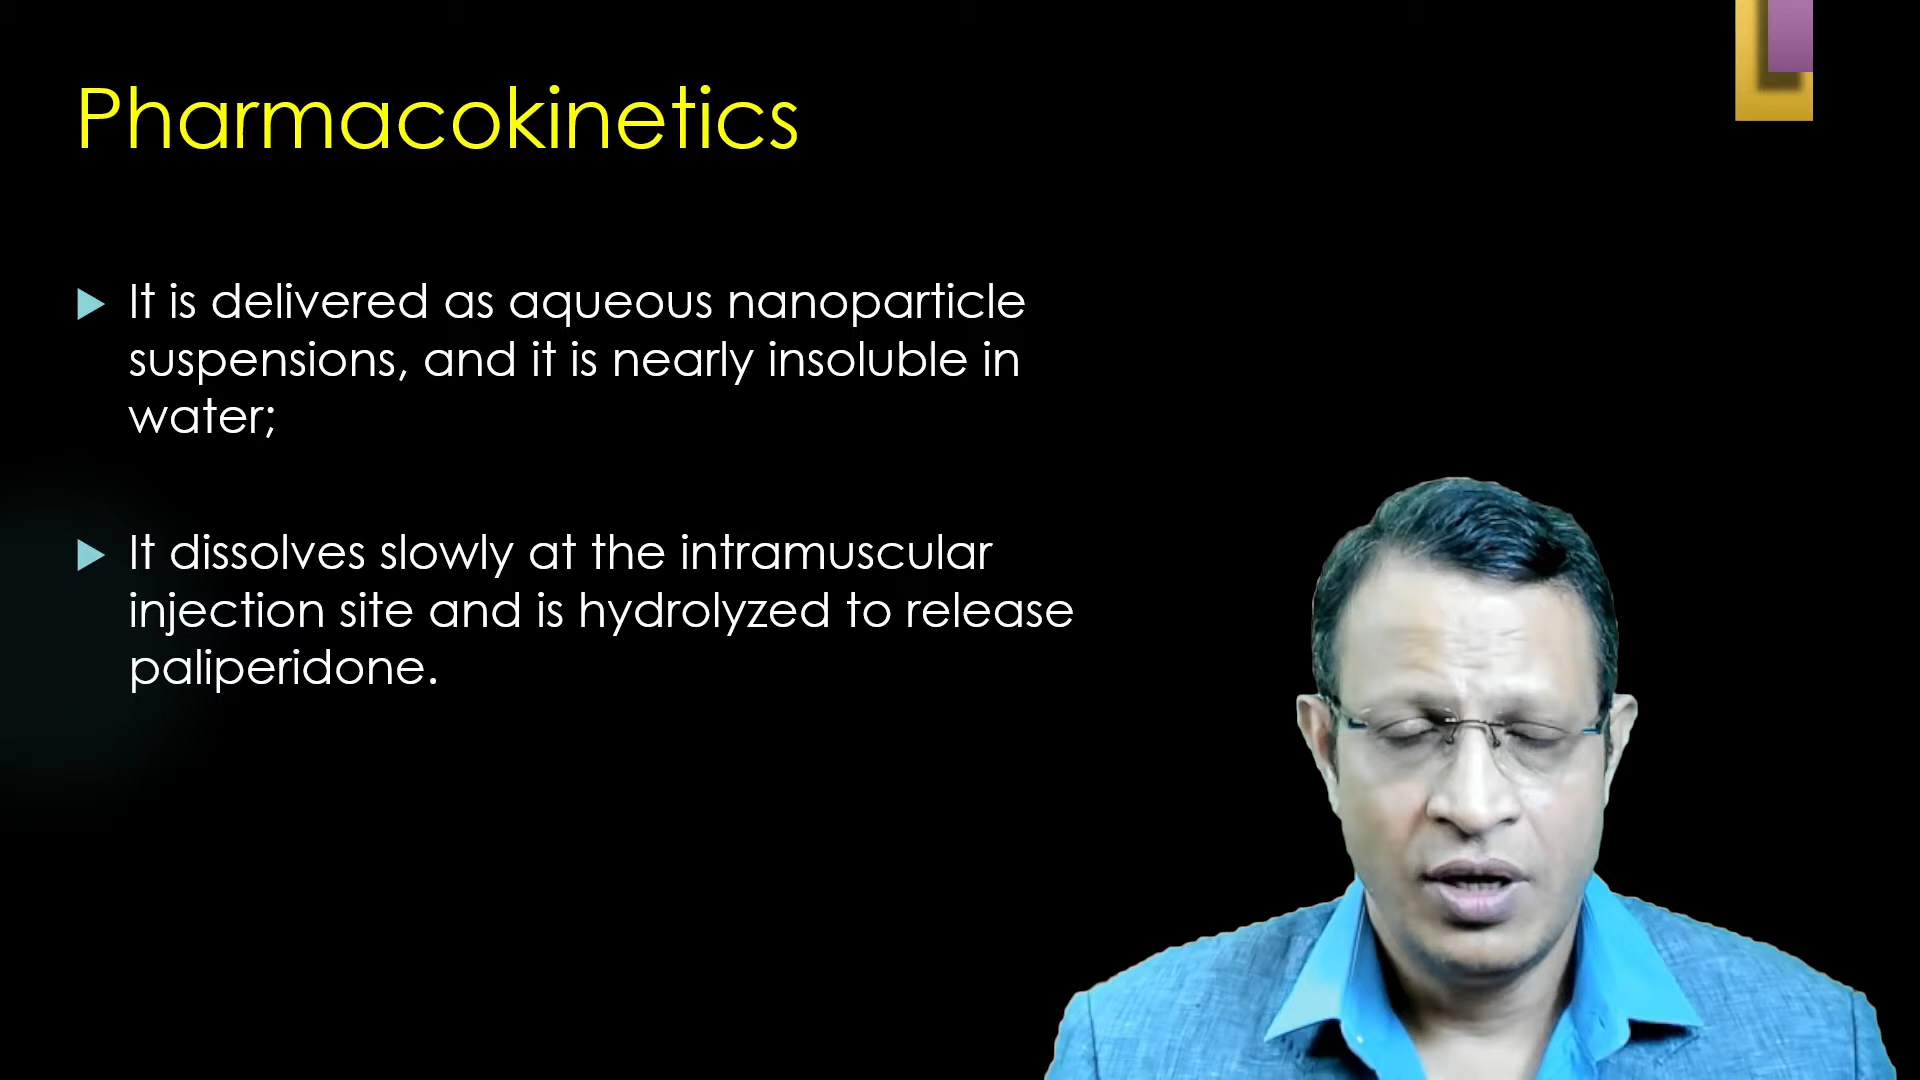 Pharmacokinetics
It is delivered as aqueous nanoparticle
suspensions, and it is nearly insoluble in
water;
It dissolves slowly at the intramuscular
injection site and is hydrolyzed to release
paliperidone.